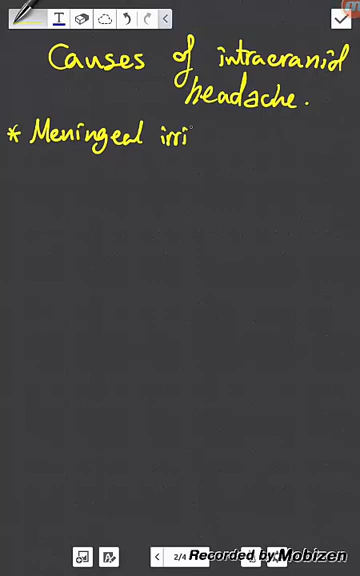 Causes of intracranial
headache.
* Meningeal irri
2/4
Recorded by Mobizen